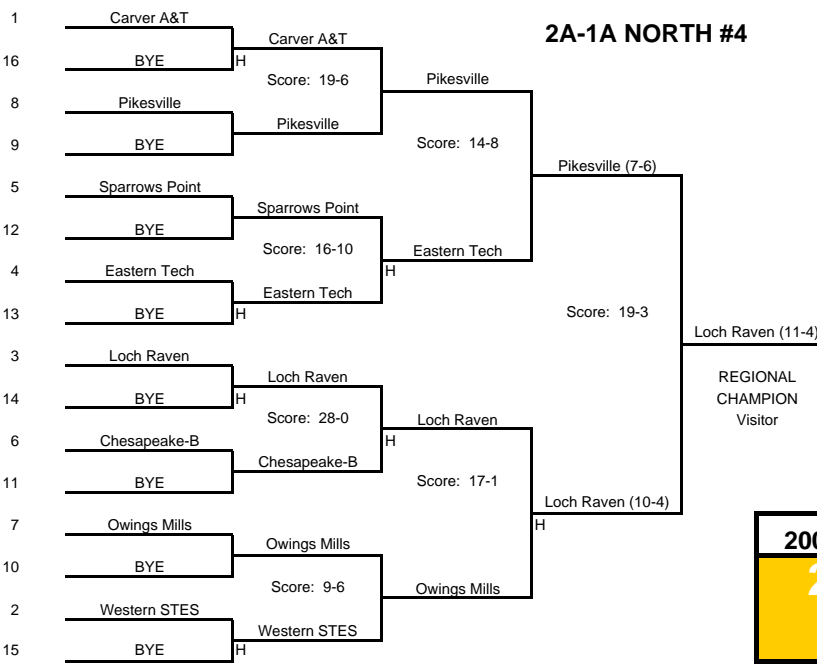 2A-1A NORTH #4
1 Carver A&T
Carver A&T
16 BYE H
Score: 19-6
Pikesville
8 Pikesville
Pikesville
9 BYE
Score: 14-8
Pikesville (7-6)
5 Sparrows Point
Sparrows Point
12 BYE
Score: 16-10
Eastern Tech
H
4 Eastern Tech
Eastern Tech
13 BYE H
Score: 19-3
Loch Raven (11-4)
REGIONAL
CHAMPION
Visitor
3 Loch Raven
Loch Raven
14 BYE H
Score: 28-0
Loch Raven
H
6 Chesapeake-B
Chesapeake-B
11 BYE
Score: 17-1
Loch Raven (10-4)
H
7 Owings Mills
Owings Mills
10 BYE
Score: 9-6
Owings Mills
2 Western STES
Western STES
15 BYE H